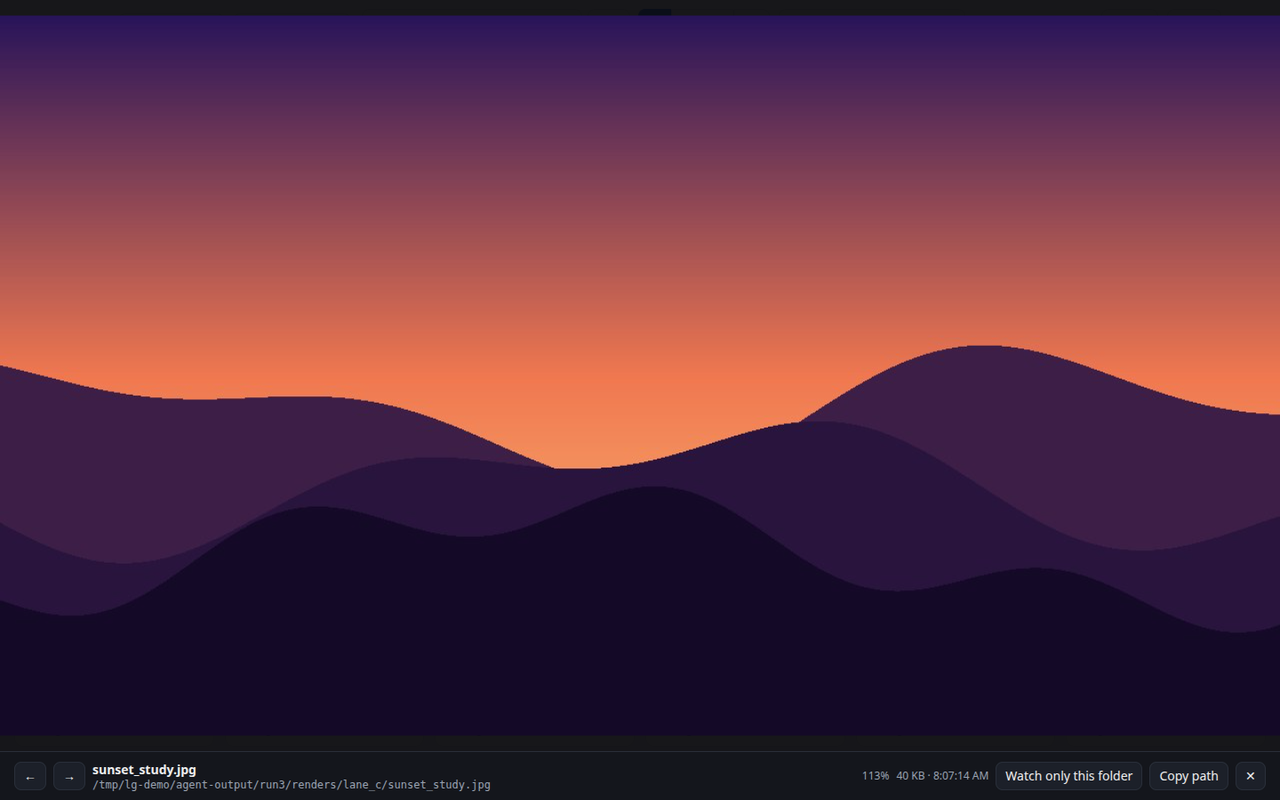 ← → sunset_study.jpg
/tmp/lg-demo/agent-output/run3/renders/lane_c/sunset_study.jpg
113% 40 KB · 8:07:14 AM Watch only this folder Copy path ✕